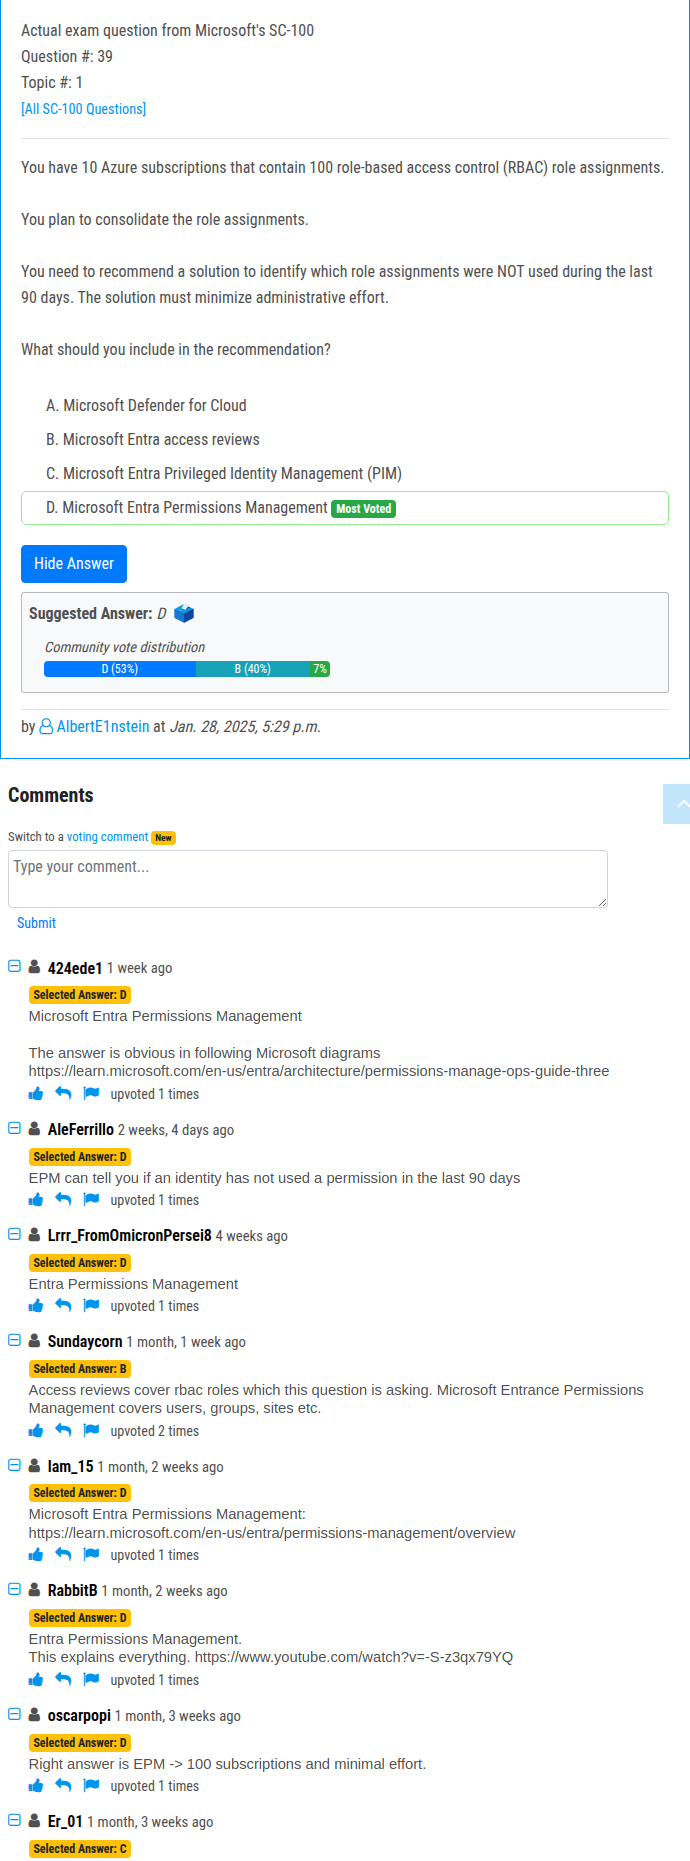 Actual exam question from Microsoft's SC-100
Question #: 39
Topic #: 1
[All SC-100 Questions]
You have 10 Azure subscriptions that contain 100 role-based access control (RBAC) role assignments.
You plan to consolidate the role assignments.
You need to recommend a solution to identify which role assignments were NOT used during the last
90 days. The solution must minimize administrative effort.
What should you include in the recommendation?
A. Microsoft Defender for Cloud
B. Microsoft Entra access reviews
C. Microsoft Entra Privileged Identity Management (PIM)
D. Microsoft Entra Permissions Management Most Voted
Hide Answer
Suggested Answer: D
Community vote distribution
D (53%) B (40%) 7%
by AlbertE1nstein at Jan. 28, 2025, 5:29 p.m.
Comments
Switch to a voting comment New
Type your comment...
Submit
424ede1 1 week ago
Selected Answer: D
Microsoft Entra Permissions Management
The answer is obvious in following Microsoft diagrams
https://learn.microsoft.com/en-us/entra/architecture/permissions-manage-ops-guide-three
upvoted 1 times
AleFerrillo 2 weeks, 4 days ago
Selected Answer: D
EPM can tell you if an identity has not used a permission in the last 90 days
upvoted 1 times
Lrrr_FromOmicronPersei8 4 weeks ago
Selected Answer: D
Entra Permissions Management
upvoted 1 times
Sundaycorn 1 month, 1 week ago
Selected Answer: B
Access reviews cover rbac roles which this question is asking. Microsoft Entrance Permissions
Management covers users, groups, sites etc.
upvoted 2 times
Iam_15 1 month, 2 weeks ago
Selected Answer: D
Microsoft Entra Permissions Management:
https://learn.microsoft.com/en-us/entra/permissions-management/overview
upvoted 1 times
RabbitB 1 month, 2 weeks ago
Selected Answer: D
Entra Permissions Management.
This explains everything. https://www.youtube.com/watch?v=-S-z3qx79YQ
upvoted 1 times
oscarpopi 1 month, 3 weeks ago
Selected Answer: D
Right answer is EPM -> 100 subscriptions and minimal effort.
upvoted 1 times
Er_01 1 month, 3 weeks ago
Selected Answer: C